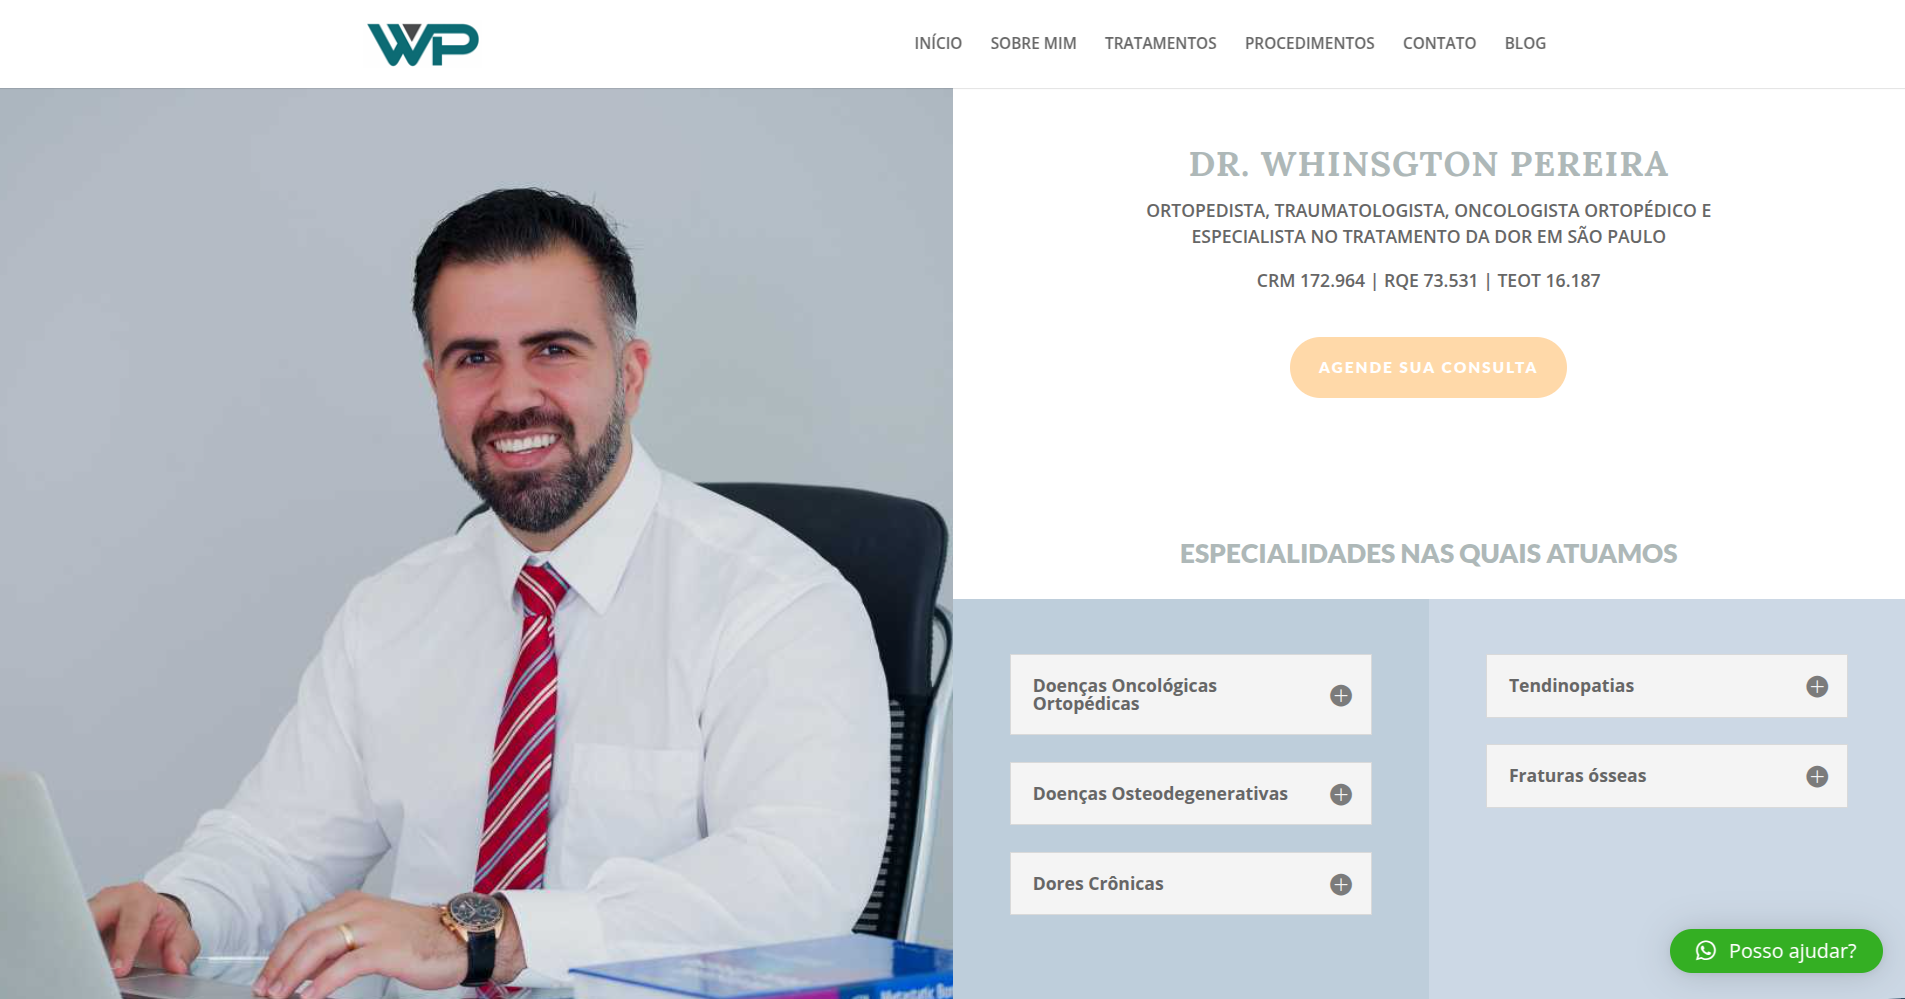 WP
INÍCIO SOBRE MIM TRATAMENTOS PROCEDIMENTOS CONTATO BLOG
DR. WHINSGTON PEREIRA
ORTOPEDISTA, TRAUMATOLOGISTA, ONCOLOGISTA ORTOPÉDICO E
ESPECIALISTA NO TRATAMENTO DA DOR EM SÃO PAULO
CRM 172.964 | RQE 73.531 | TEOT 16.187
AGENDE SUA CONSULTA
ESPECIALIDADES NAS QUAIS ATUAMOS
Doenças Oncológicas
Ortopédicas
Doenças Osteodegenerativas
Dores Crônicas
Tendinopatias
Fraturas ósseas
Posso ajudar?